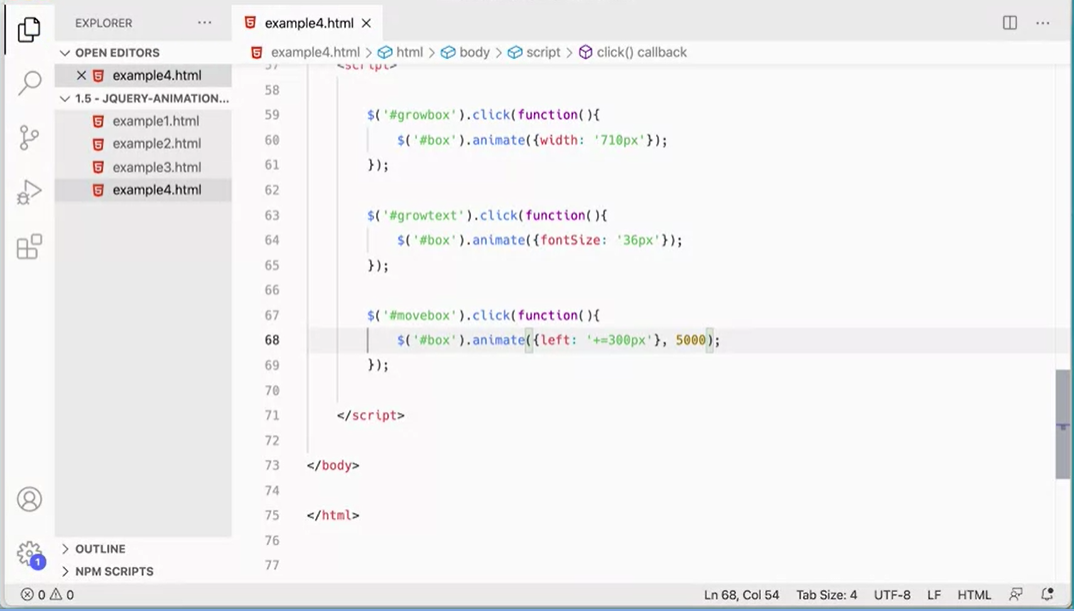 EXPLORER ...
OPEN EDITORS
example4.html
1.5 - JQUERY-ANIMATION...
example1.html
example2.html
example3.html
example4.html
OUTLINE
NPM SCRIPTS
1
example4.html
example4.html > html > body > script > click() callback
57 <script>
58
59 $('#growbox').click(function(){
60 $('#box').animate({width: '710px'});
61 });
62
63 $('#growtext').click(function(){
64 $('#box').animate({fontSize: '36px'});
65 });
66
67 $('#movebox').click(function(){
68 $('#box').animate({left: '+=300px'}, 5000);
69 });
70
71 </script>
72
73 </body>
74
75 </html>
76
77
0 0 Ln 68, Col 54 Tab Size: 4 UTF-8 LF HTML